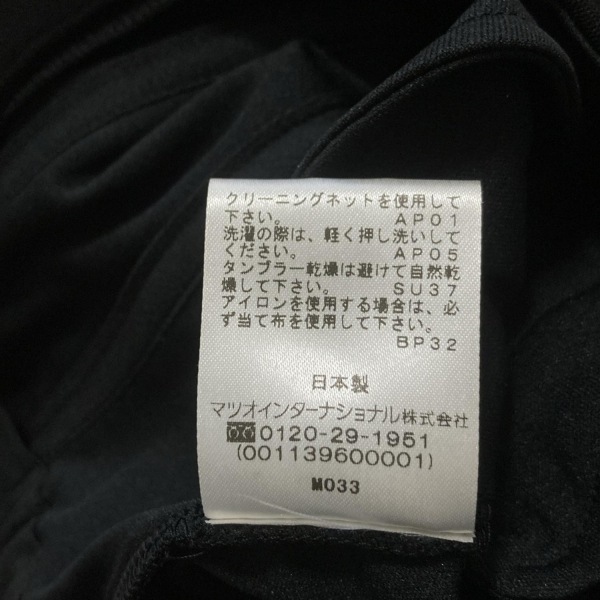 クリーニングネットを使用して
下さい。 AP01
洗濯の際は、軽く押し洗いして
ください。 AP05
タンブラー乾燥は避けて自然乾
燥して下さい。 SU37
アイロンを使用する場合は、必
ず当て布を使用して下さい。
BP32
日本製
マツオインターナショナル株式会社
0120-29-1951
(001139600001)
M033